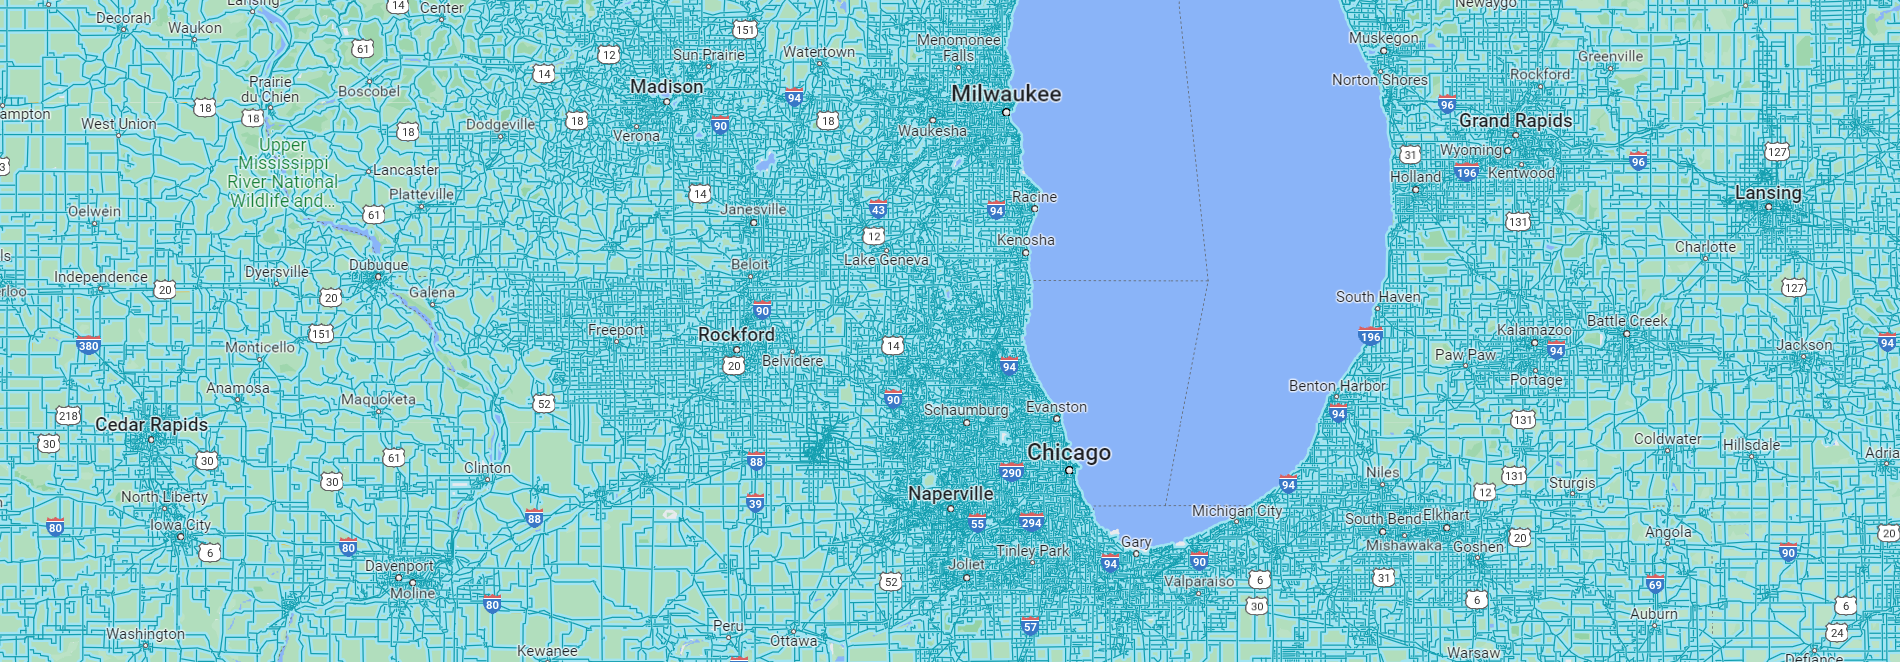 Decorah
Waukon
Lansing
14
Center
61
Prairie
du Chien
Boscobel
18
18
West Union
ampton
18
Upper
Mississippi
River National
Wildlife and...
Lancaster
Platteville
61
Oelwein
Dyersville
Dubuque
Independence
20
20
Galena
151
380
Monticello
Anamosa
Maquoketa
52
218
Cedar Rapids
30
30
61
Clinton
30
North Liberty
Iowa City
80
6
80
88
Davenport
Moline
80
Washington
Kewanee
12
14
Sun Prairie
151
Madison
Watertown
94
18
90
18
Verona
Dodgeville
Menomonee
Falls
Milwaukee
Waukesha
14
Janesville
43
94
Racine
12
Kenosha
Lake Geneva
Beloit
90
Freeport
Rockford
20
Belvidere
14
94
90
Schaumburg
Evanston
Chicago
88
290
39
Naperville
55
294
Tinley Park
Joliet
52
57
Peru
Ottawa
94
Gary
90
Valparaiso
6
30
Michigan City
94
Newaygo
Muskegon
Norton Shores
Greenville
Rockford
96
Grand Rapids
31
Wyoming
196
Kentwood
96
127
Holland
131
Lansing
Charlotte
127
South Haven
196
Kalamazoo
94
Battle Creek
Jackson
94
Paw Paw
Portage
Benton Harbor
94
131
Coldwater
Hillsdale
Adria
Niles
12
131
Sturgis
South Bend
Elkhart
Mishawaka
Goshen
20
Angola
90
20
31
69
6
Auburn
6
24
Warsaw
Defiance